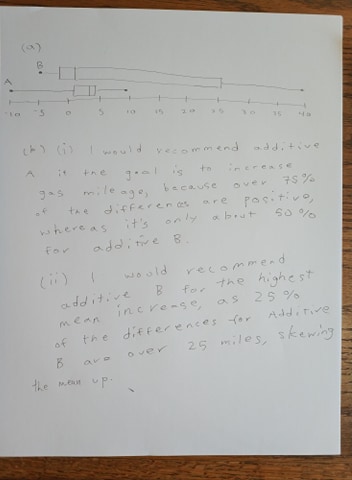 (a)
B
A
-10 -5 0 5 10 15 20 25 30 35 40
(b) (i) I would recommend additive
A if the goal is to increase
gas mileage, because over 75%
of the differences are positive,
whereas it's only about 50%
for additive B.
(ii) I would recommend
additive B for the highest
mean increase, as 25%
of the differences for Additive
B are over 25 miles, skewing
the mean up.